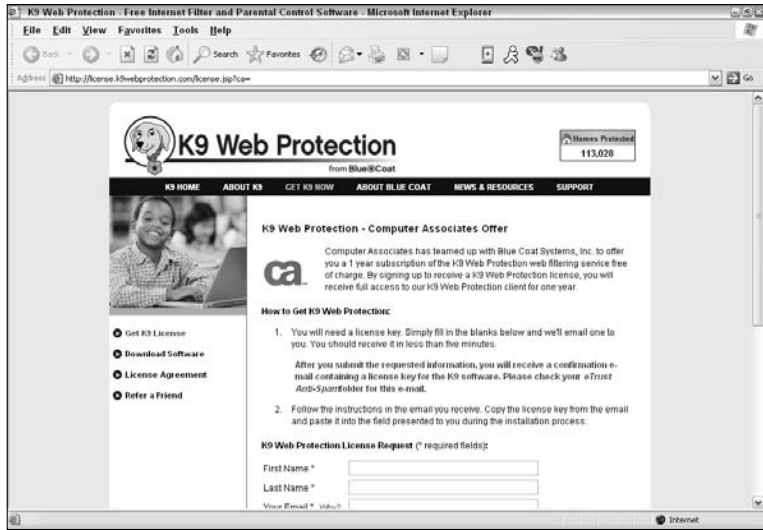 K9 Web Protection - Free Internet Filter and Parental Control Software - Microsoft Internet Explorer
File Edit View Favorites Tools Help
Back Search Favorites
Address http://license.k9webprotection.com/license.jsp?ca= Go
K9 Web Protection
from Blue Coat
Homes Protected
113,028
K9 HOME ABOUT K9 GET K9 NOW ABOUT BLUE COAT NEWS & RESOURCES SUPPORT
K9 Web Protection - Computer Associates Offer
ca
Computer Associates has teamed up with Blue Coat Systems, Inc. to offer
you a 1 year subscription of the K9 Web Protection web filtering service free
of charge. By signing up to receive a K9 Web Protection license, you will
receive full access to our K9 Web Protection client for one year.
Get K9 License
Download Software
License Agreement
Refer a Friend
How to Get K9 Web Protection:
1. You will need a license key. Simply fill in the blanks below and we'll email one to
you. You should receive it in less than five minutes.
After you submit the requested information, you will receive a confirmation e-
mail containing a license key for the K9 software. Please check your eTrust
Anti-Spamfolder for this e-mail.
2. Follow the instructions in the email you receive. Copy the license key from the email
and paste it into the field presented to you during the installation process.
K9 Web Protection License Request (* required fields):
First Name *
Last Name *
Your Email * Why?
Internet